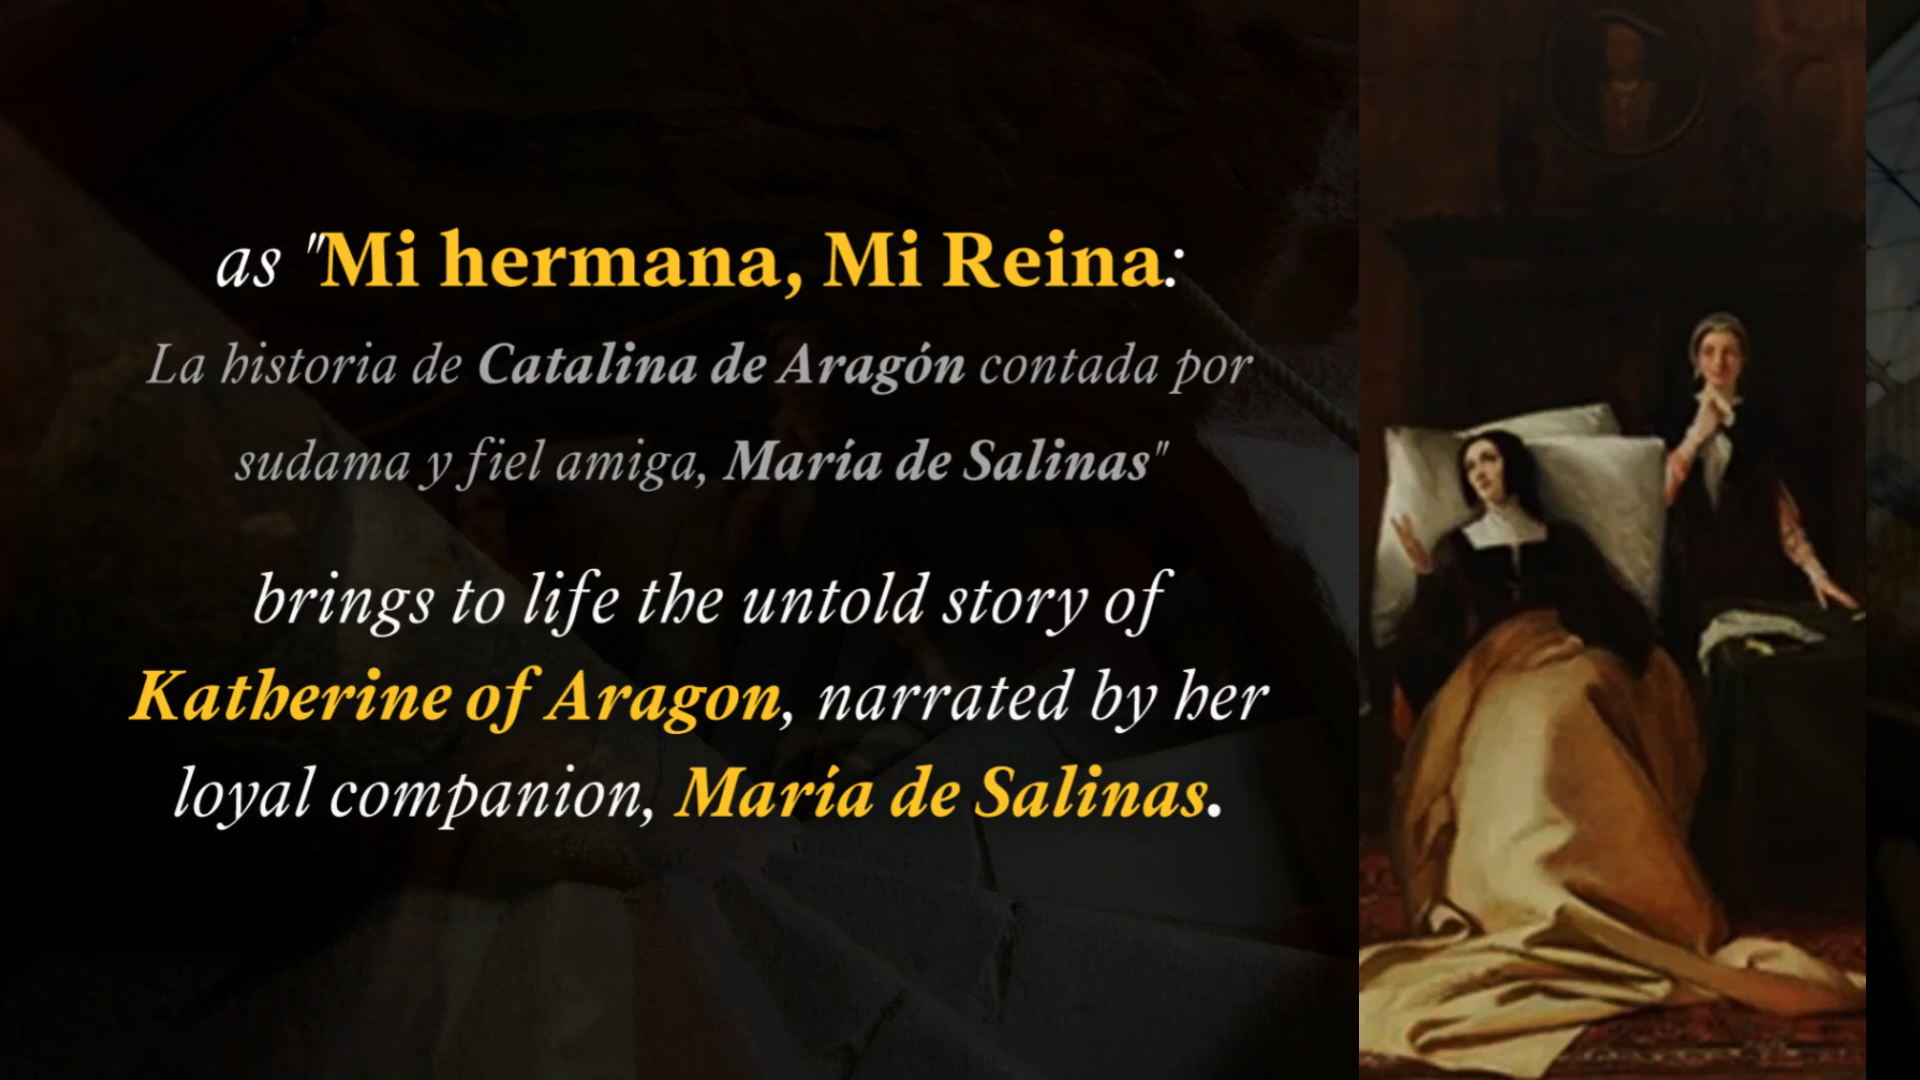 as "Mi hermana, Mi Reina:
La historia de Catalina de Aragón contada por
sudama y fiel amiga, María de Salinas"
brings to life the untold story of
Katherine of Aragon, narrated by her
loyal companion, María de Salinas.